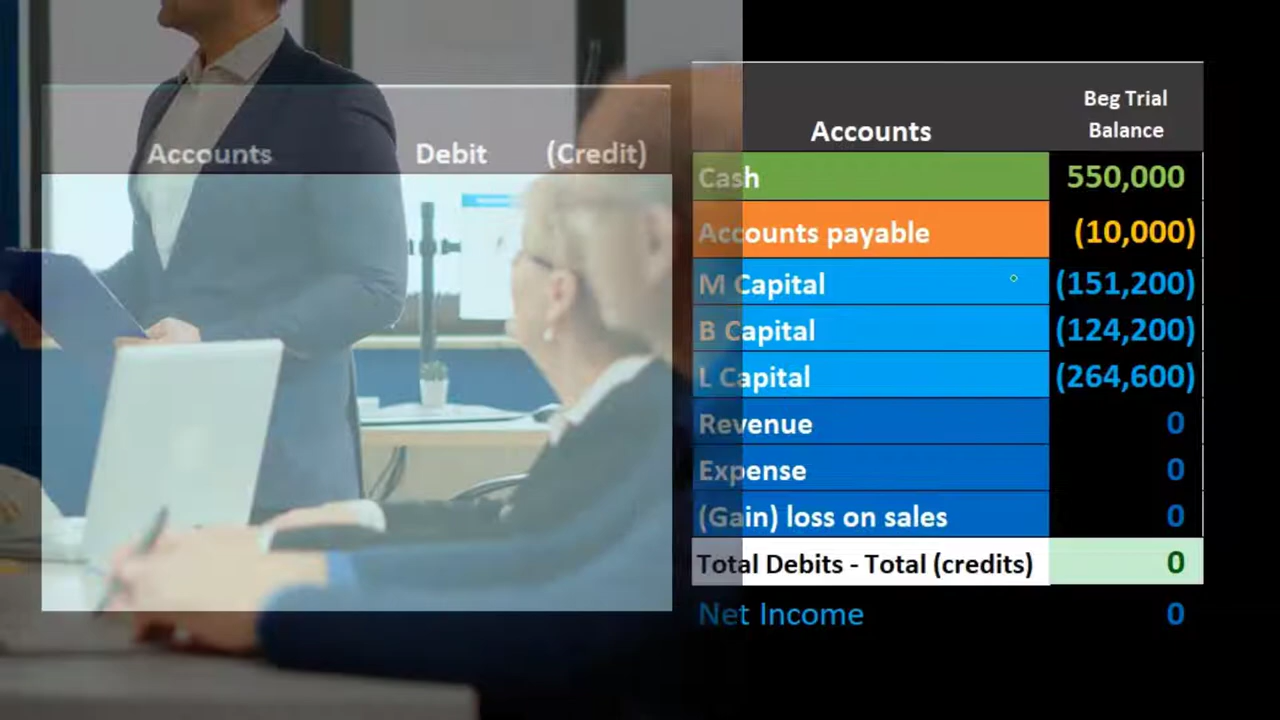 Accounts Debit (Credit)
Accounts Beg Trial Balance
Cash 550,000
Accounts payable (10,000)
M Capital (151,200)
B Capital (124,200)
L Capital (264,600)
Revenue 0
Expense 0
(Gain) loss on sales 0
Total Debits - Total (credits) 0
Net Income 0